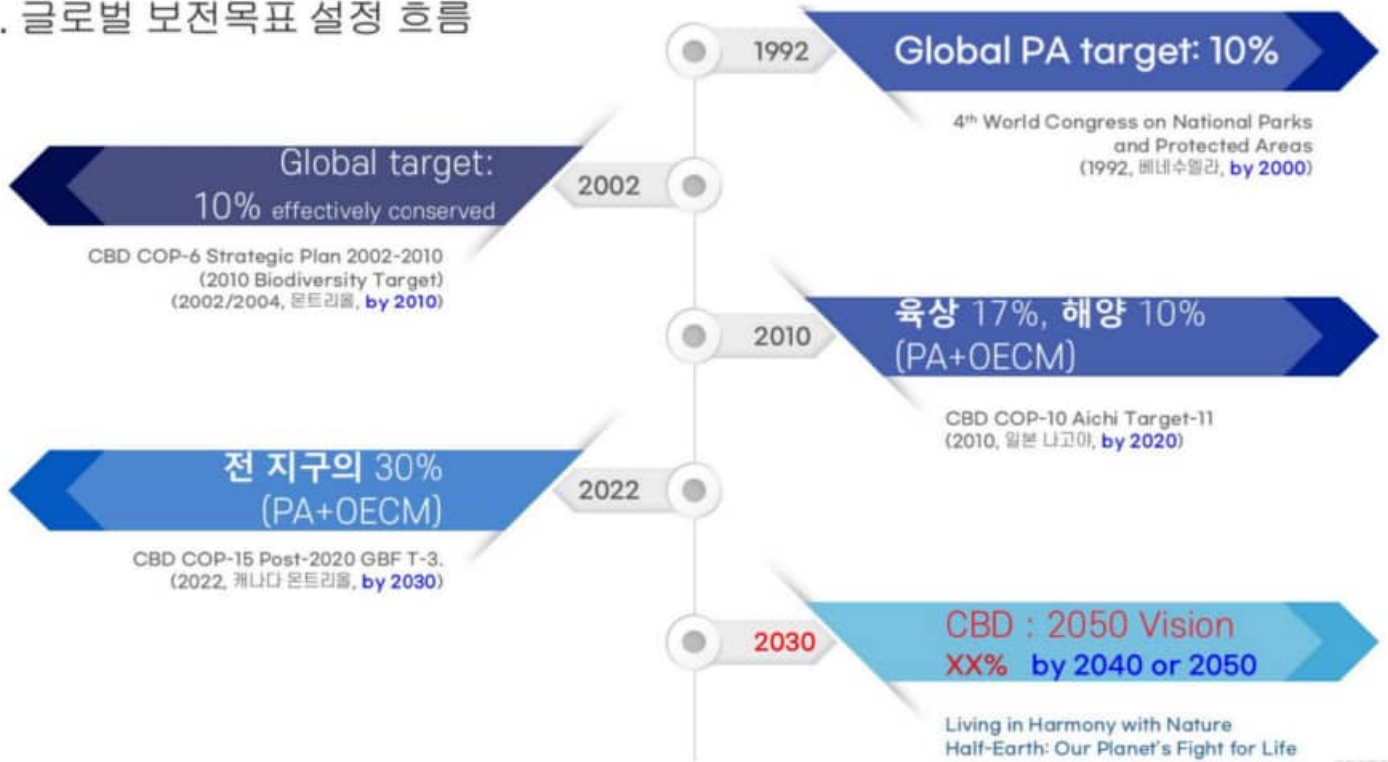 . 글로벌 보전목표 설정 흐름
1992
Global PA target: 10%
4th World Congress on National Parks
and Protected Areas
(1992, 베네수엘라, by 2000)
2002
Global target:
10% effectively conserved
CBD COP-6 Strategic Plan 2002-2010
(2010 Biodiversity Target)
(2002/2004, 몬트리올, by 2010)
2010
육상 17%, 해양 10%
(PA+OECM)
CBD COP-10 Aichi Target-11
(2010, 일본 나고야, by 2020)
2022
전 지구의 30%
(PA+OECM)
CBD COP-15 Post-2020 GBF T-3.
(2022, 캐나다 몬트리올, by 2030)
2030
CBD : 2050 Vision
XX% by 2040 or 2050
Living in Harmony with Nature
Half-Earth: Our Planet's Fight for Life